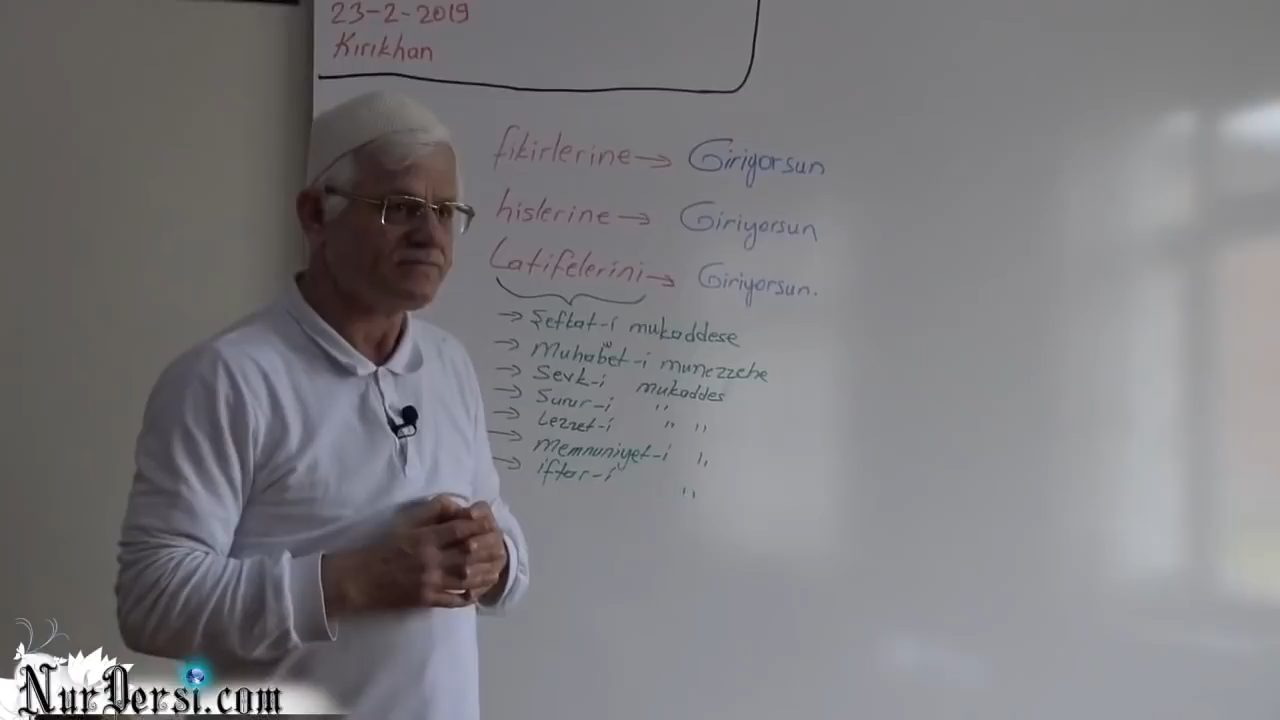 23-2-2019
Kırıkhan
fikirlerine → Giriyorsun
hislerine → Giriyorsun
Latifelerini → Giriyorsun.
→ Şefkat-i mukaddese
→ Muhabbet-i munezzehe
→ Şevk-i mukaddes
→ Surur-i " 
→ Lezzet-i " "
→ Memnuniyet-i "
→ iftar-i "
NurDersi.com